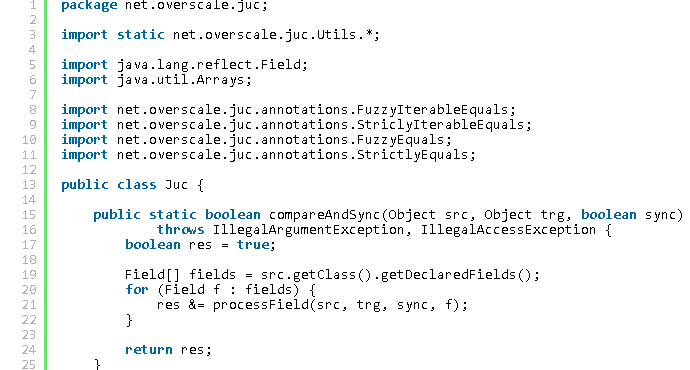 1 package net.overscale.juc;
2
3 import static net.overscale.juc.Utils.*;
4
5 import java.lang.reflect.Field;
6 import java.util.Arrays;
7
8 import net.overscale.juc.annotations.FuzzyIterableEquals;
9 import net.overscale.juc.annotations.StriclyIterableEquals;
10 import net.overscale.juc.annotations.FuzzyEquals;
11 import net.overscale.juc.annotations.StrictlyEquals;
12
13 public class Juc {
14
15     public static boolean compareAndSync(Object src, Object trg, boolean sync)
16             throws IllegalArgumentException, IllegalAccessException {
17         boolean res = true;
18
19         Field[] fields = src.getClass().getDeclaredFields();
20         for (Field f : fields) {
21             res &= processField(src, trg, sync, f);
22         }
23
24         return res;
25     }